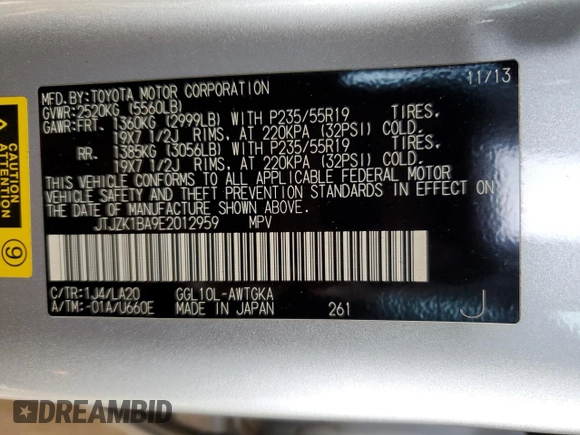 MFD.BY:TOYOTA MOTOR CORPORATION 11/13
GVWR:2520KG (5560LB)
GAWR:FRT. 1360KG (2999LB) WITH P235/55R19 TIRES,
19X7 1/2J RIMS, AT 220KPA (32PSI) COLD.
RR. 1385KG (3056LB) WITH P235/55R19 TIRES,
19X7 1/2J RIMS, AT 220KPA (32PSI) COLD.
THIS VEHICLE CONFORMS TO ALL APPLICABLE FEDERAL MOTOR
VEHICLE SAFETY AND THEFT PREVENTION STANDARDS IN EFFECT ON
THE DATE OF MANUFACTURE SHOWN ABOVE.
JTJZK1BA9E2012959 MPV
C/TR:1J4/LA20 GGL10L-AWTGKA
A/TM:-01A/U660E MADE IN JAPAN 261 J
CAUTION
ATTENTION
9
DREAMBID